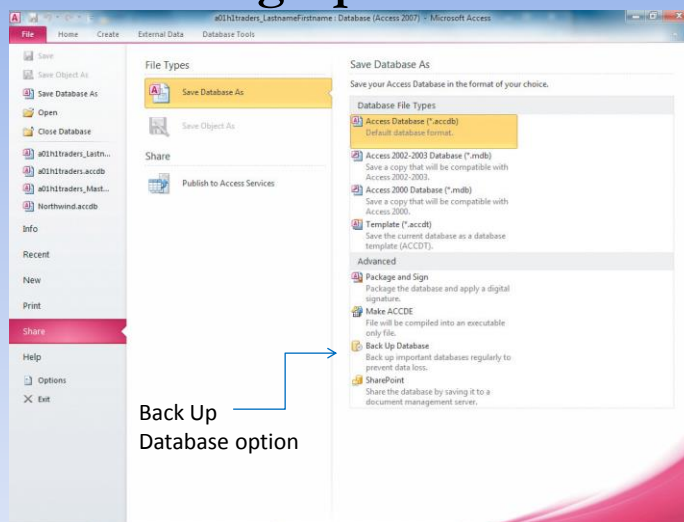 a01h1traders_LastnameFirstname : Database (Access 2007) - Microsoft Access
File Home Create External Data Database Tools
Save
Save Object As
Save Database As
Open
Close Database
a01h1traders_Lastn...
a01h1traders.accdb
a01h1traders_Mast...
Northwind.accdb
Info
Recent
New
Print
Share
Help
Options
Exit
File Types
Save Database As
Save Object As
Share
Publish to Access Services
Save Database As
Save your Access Database in the format of your choice.
Database File Types
Access Database (*.accdb)
Default database format.
Access 2002-2003 Database (*.mdb)
Save a copy that will be compatible with
Access 2002-2003.
Access 2000 Database (*.mdb)
Save a copy that will be compatible with
Access 2000.
Template (*.accdt)
Save the current database as a database
template (ACCDT).
Advanced
Package and Sign
Package the database and apply a digital
signature.
Make ACCDE
File will be compiled into an executable
only file.
Back Up Database
Back up important databases regularly to
prevent data loss.
SharePoint
Share the database by saving it to a
document management server.
Back Up
Database option